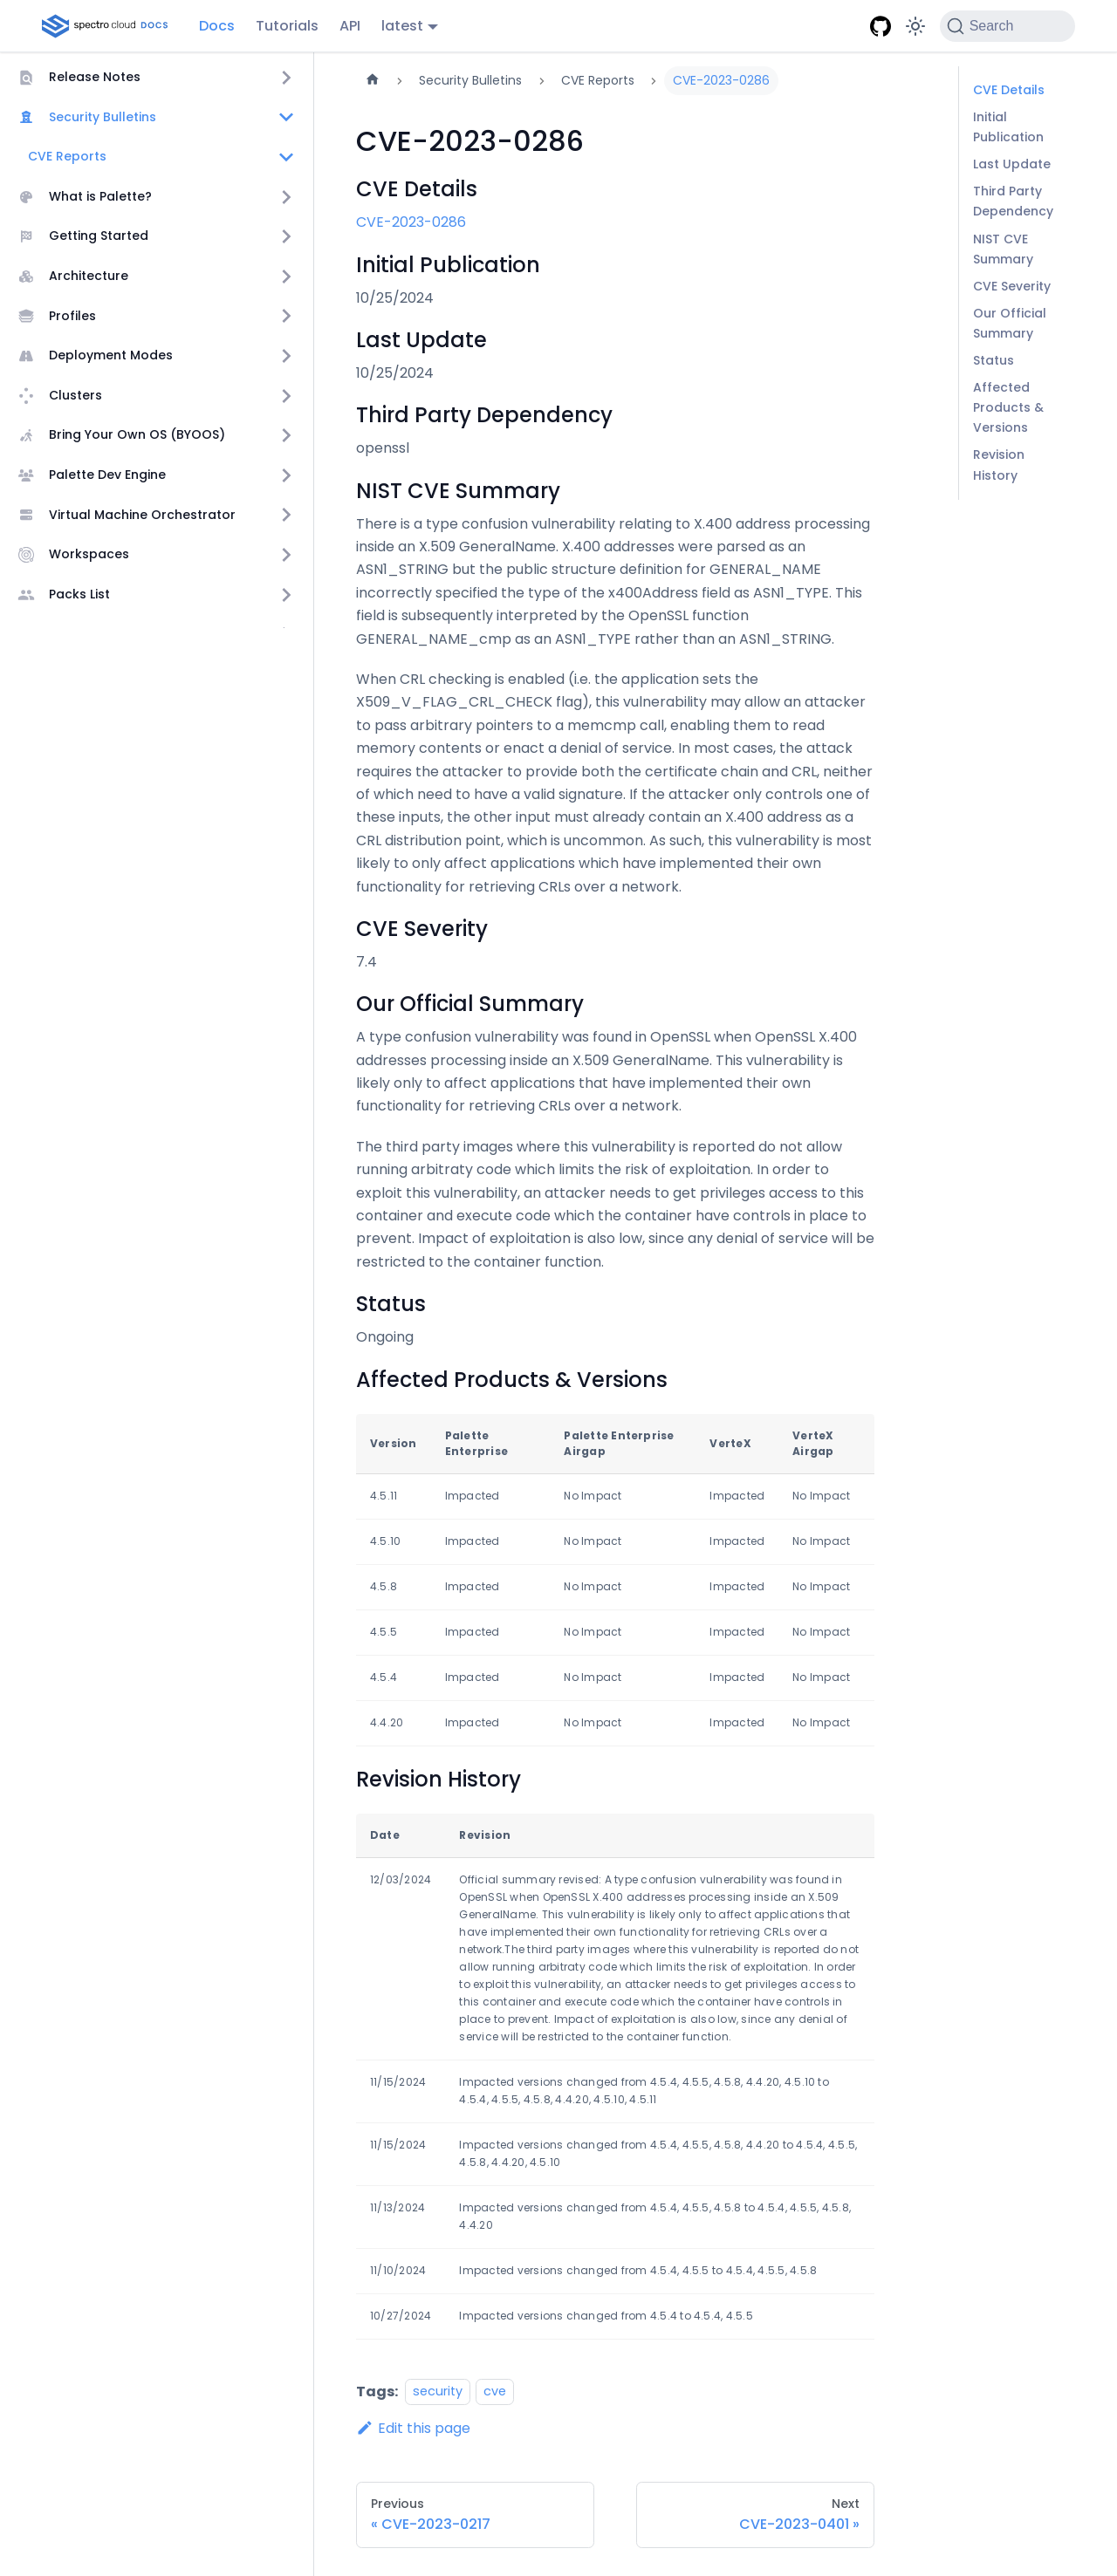 spectro cloud DOCS
Docs
Tutorials
API
latest
Search
Release Notes
Security Bulletins
CVE Reports
What is Palette?
Getting Started
Architecture
Profiles
Deployment Modes
Clusters
Bring Your Own OS (BYOOS)
Palette Dev Engine
Virtual Machine Orchestrator
Workspaces
Packs List
Security Bulletins
CVE Reports
CVE-2023-0286
CVE-2023-0286
CVE Details
CVE-2023-0286
Initial Publication
10/25/2024
Last Update
10/25/2024
Third Party Dependency
openssl
NIST CVE Summary
There is a type confusion vulnerability relating to X.400 address processing
inside an X.509 GeneralName. X.400 addresses were parsed as an
ASN1_STRING but the public structure definition for GENERAL_NAME
incorrectly specified the type of the x400Address field as ASN1_TYPE. This
field is subsequently interpreted by the OpenSSL function
GENERAL_NAME_cmp as an ASN1_TYPE rather than an ASN1_STRING.
When CRL checking is enabled (i.e. the application sets the
X509_V_FLAG_CRL_CHECK flag), this vulnerability may allow an attacker
to pass arbitrary pointers to a memcmp call, enabling them to read
memory contents or enact a denial of service. In most cases, the attack
requires the attacker to provide both the certificate chain and CRL, neither
of which need to have a valid signature. If the attacker only controls one of
these inputs, the other input must already contain an X.400 address as a
CRL distribution point, which is uncommon. As such, this vulnerability is most
likely to only affect applications which have implemented their own
functionality for retrieving CRLs over a network.
CVE Severity
7.4
Our Official Summary
A type confusion vulnerability was found in OpenSSL when OpenSSL X.400
addresses processing inside an X.509 GeneralName. This vulnerability is
likely only to affect applications that have implemented their own
functionality for retrieving CRLs over a network.
The third party images where this vulnerability is reported do not allow
running arbitraty code which limits the risk of exploitation. In order to
exploit this vulnerability, an attacker needs to get privileges access to this
container and execute code which the container have controls in place to
prevent. Impact of exploitation is also low, since any denial of service will be
restricted to the container function.
Status
Ongoing
Affected Products & Versions
Version Palette Enterprise Palette Enterprise Airgap VerteX VerteX Airgap
4.5.11 Impacted No Impact Impacted No Impact
4.5.10 Impacted No Impact Impacted No Impact
4.5.8 Impacted No Impact Impacted No Impact
4.5.5 Impacted No Impact Impacted No Impact
4.5.4 Impacted No Impact Impacted No Impact
4.4.20 Impacted No Impact Impacted No Impact
Revision History
Date Revision
12/03/2024 Official summary revised: A type confusion vulnerability was found in
OpenSSL when OpenSSL X.400 addresses processing inside an X.509
GeneralName. This vulnerability is likely only to affect applications that
have implemented their own functionality for retrieving CRLs over a
network.The third party images where this vulnerability is reported do not
allow running arbitraty code which limits the risk of exploitation. In order
to exploit this vulnerability, an attacker needs to get privileges access to
this container and execute code which the container have controls in
place to prevent. Impact of exploitation is also low, since any denial of
service will be restricted to the container function.
11/15/2024 Impacted versions changed from 4.5.4, 4.5.5, 4.5.8, 4.4.20, 4.5.10 to
4.5.4, 4.5.5, 4.5.8, 4.4.20, 4.5.10, 4.5.11
11/15/2024 Impacted versions changed from 4.5.4, 4.5.5, 4.5.8, 4.4.20 to 4.5.4, 4.5.5,
4.5.8, 4.4.20, 4.5.10
11/13/2024 Impacted versions changed from 4.5.4, 4.5.5, 4.5.8 to 4.5.4, 4.5.5, 4.5.8,
4.4.20
11/10/2024 Impacted versions changed from 4.5.4, 4.5.5 to 4.5.4, 4.5.5, 4.5.8
10/27/2024 Impacted versions changed from 4.5.4 to 4.5.4, 4.5.5
Tags: security cve
Edit this page
Previous
« CVE-2023-0217
Next
CVE-2023-0401 »
CVE Details
Initial
Publication
Last Update
Third Party
Dependency
NIST CVE
Summary
CVE Severity
Our Official
Summary
Status
Affected
Products &
Versions
Revision
History